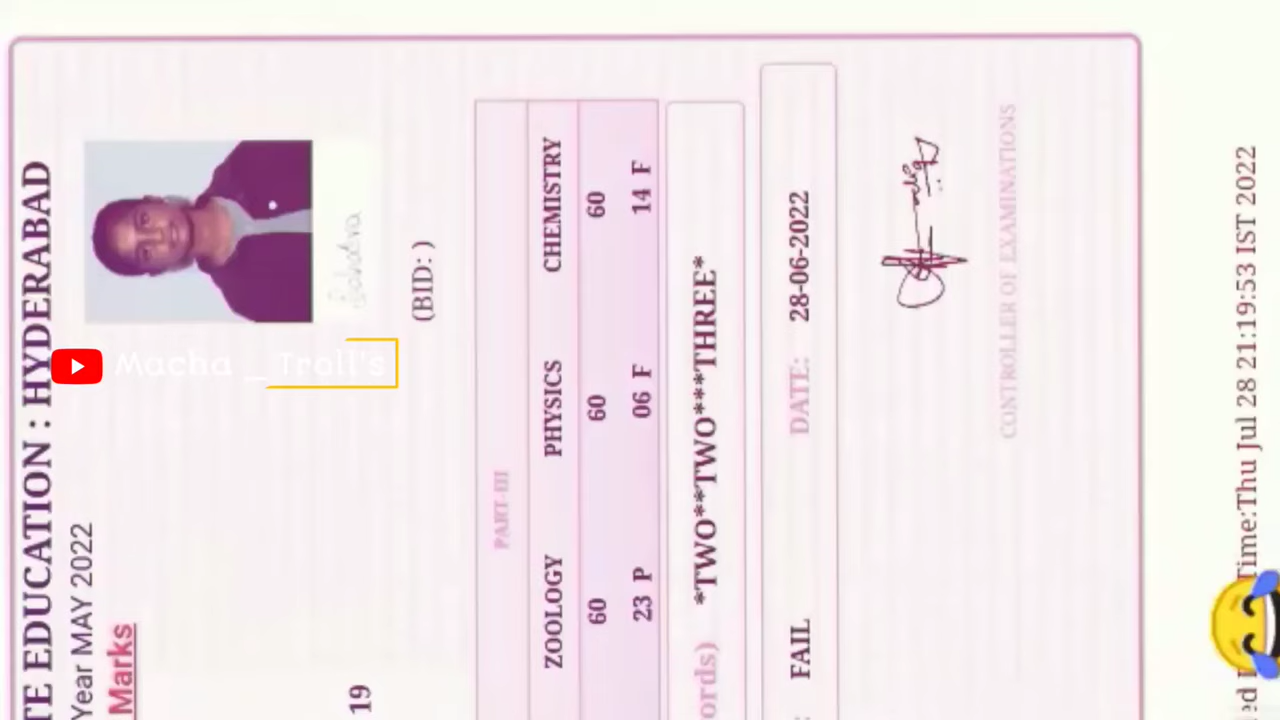 TE EDUCATION : HYDERABAD
Year MAY 2022
Marks
19
(BID: )
Macha _ Troll's
PART-III
ZOOLOGY PHYSICS CHEMISTRY
60 60 60
23 P 06 F 14 F
ords) *TWO**TWO***THREE*
: FAIL DATE: 28-06-2022
CONTROLLER OF EXAMINATIONS
Time:Thu Jul 28 21:19:53 IST 2022